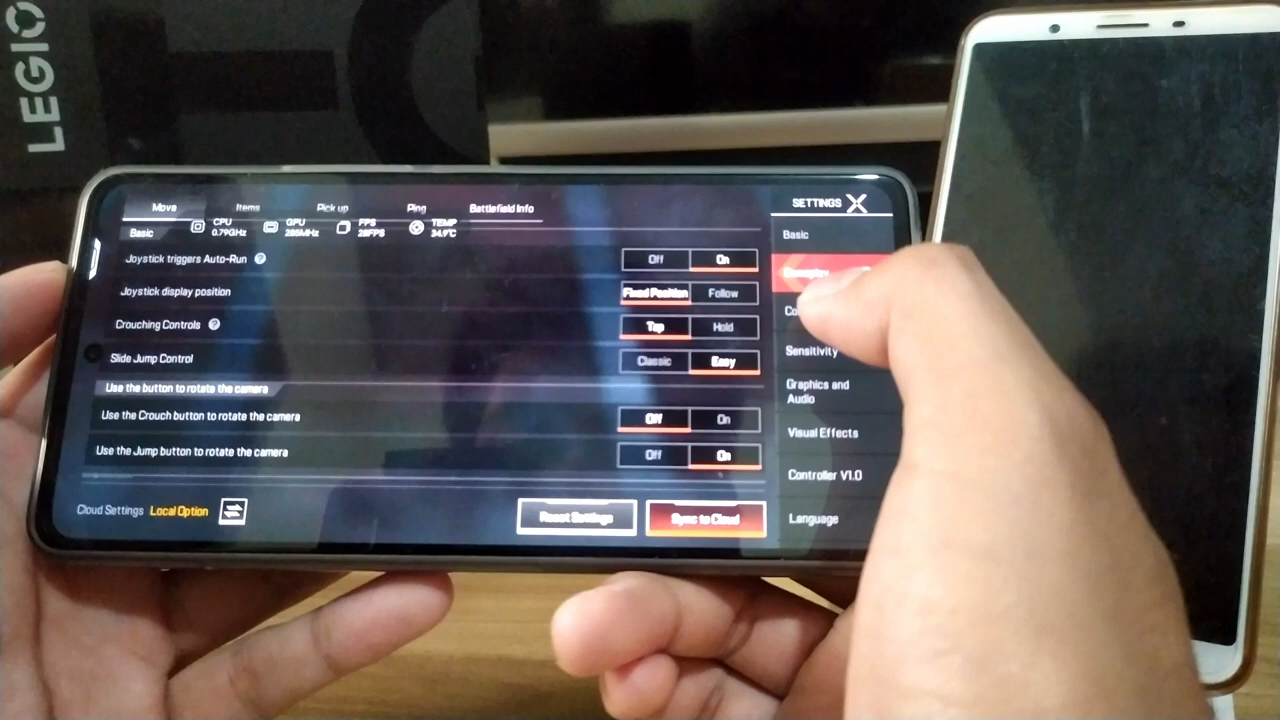 LEGIO
Move Items Pick up Ping Battlefield Info
SETTINGS
Basic
CPU GPU FPS TEMP
0.79GHz 285MHz 28FPS 34.9°C
Basic
Joystick triggers Auto-Run ? Off On
Gameplay
Joystick display position Fixed Position Follow
Co
Crouching Controls ? Tap Hold
Sensitivity
Slide Jump Control Classic Easy
Graphics and
Audio
Use the button to rotate the camera
Use the Crouch button to rotate the camera Off On
Visual Effects
Use the Jump button to rotate the camera Off On
Controller V1.0
Cloud Settings Local Option Reset Settings Sync to Cloud
Language